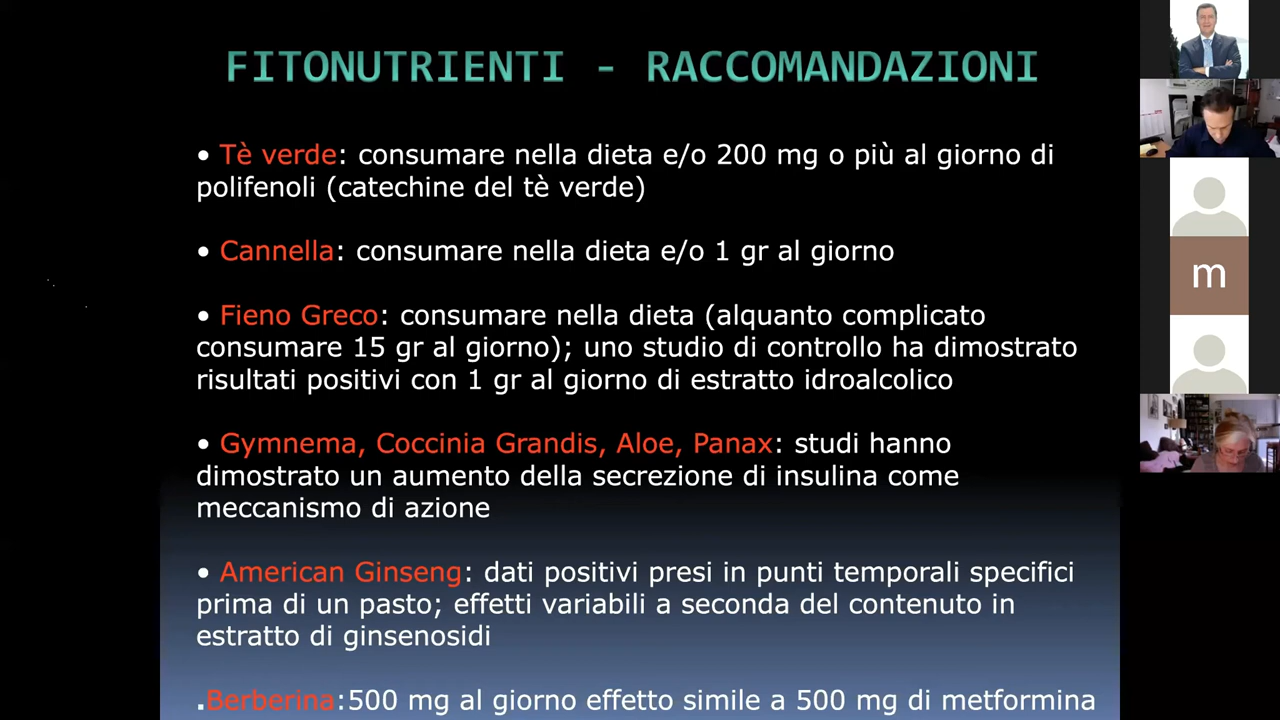 FITONUTRIENTI - RACCOMANDAZIONI
• Tè verde: consumare nella dieta e/o 200 mg o più al giorno di
polifenoli (catechine del tè verde)
• Cannella: consumare nella dieta e/o 1 gr al giorno
• Fieno Greco: consumare nella dieta (alquanto complicato
consumare 15 gr al giorno); uno studio di controllo ha dimostrato
risultati positivi con 1 gr al giorno di estratto idroalcolico
• Gymnema, Coccinia Grandis, Aloe, Panax: studi hanno
dimostrato un aumento della secrezione di insulina come
meccanismo di azione
• American Ginseng: dati positivi presi in punti temporali specifici
prima di un pasto; effetti variabili a seconda del contenuto in
estratto di ginsenosidi
.Berberina:500 mg al giorno effetto simile a 500 mg di metformina
m